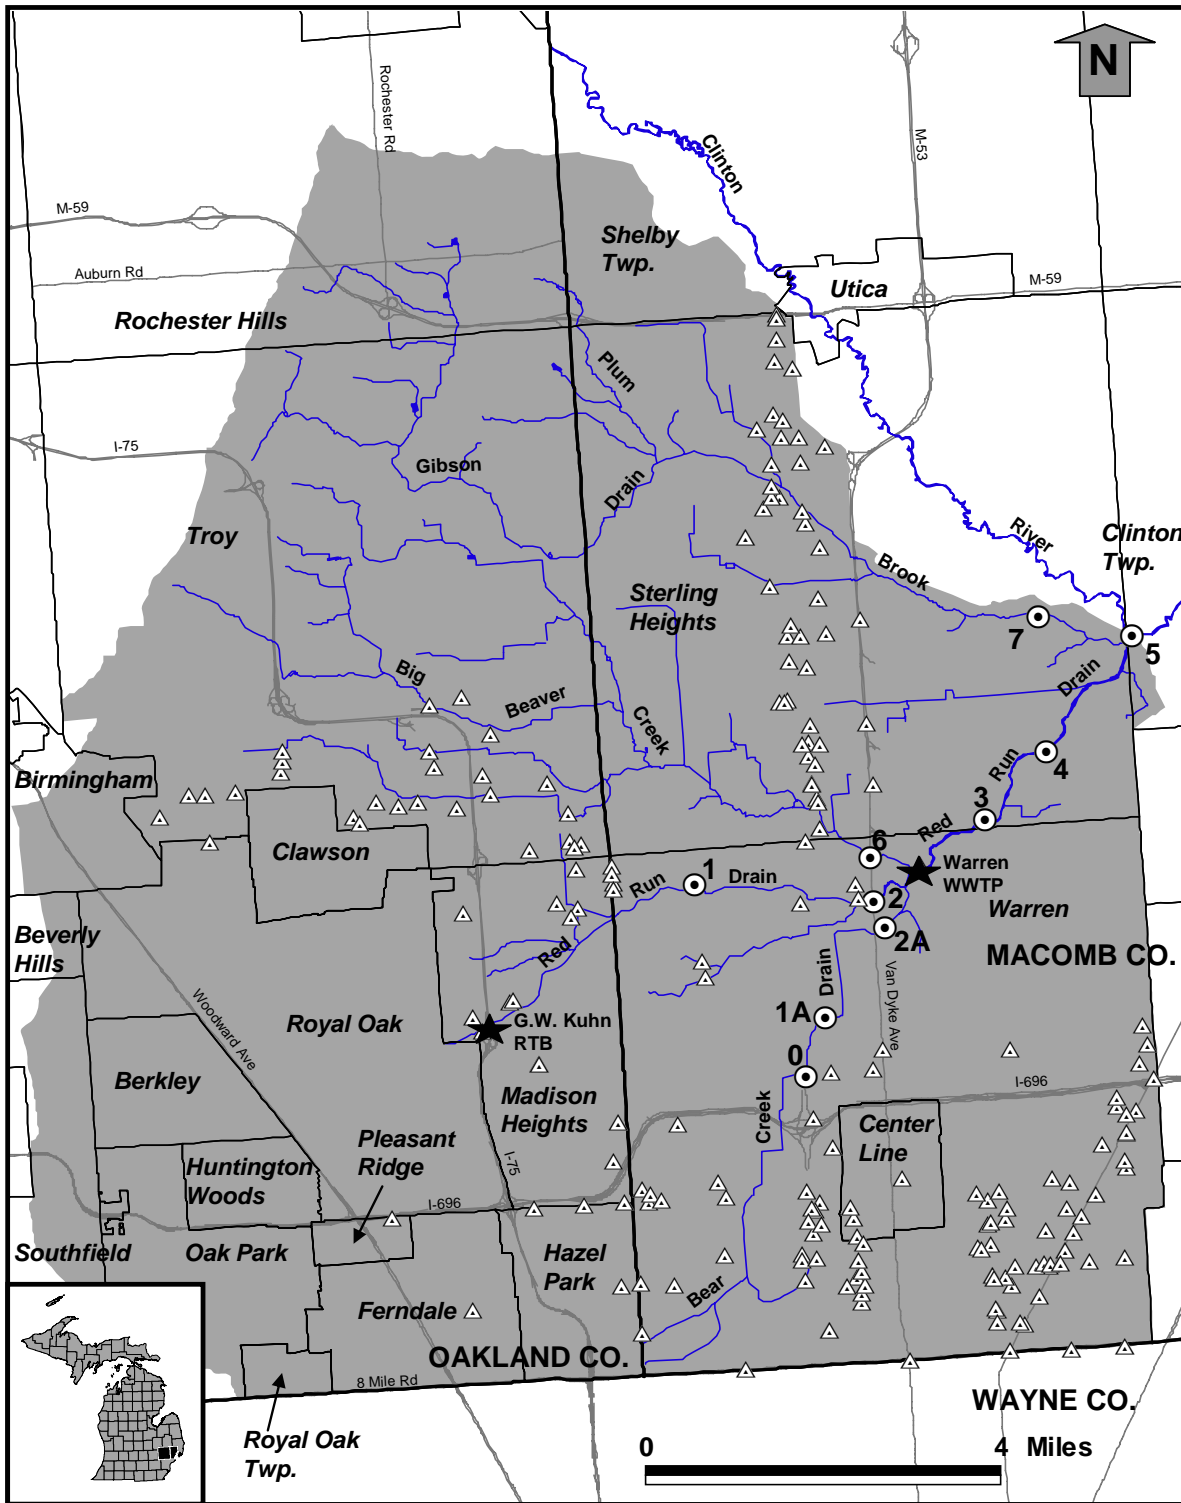 N
Rochester Rd
Clinton
M-53
M-59
Shelby
Twp.
Auburn Rd
Utica
M-59
Rochester Hills
Plum
I-75
Gibson
Drain
River
Clinton
Twp.
Troy
Brook
Sterling
Heights
7
5
Big
Beaver
Drain
Creek
Run
4
Birmingham
3
Red
Clawson
6
Warren
WWTP
1
Run
Drain
2
Warren
Beverly
Hills
2A
Red
MACOMB CO.
Drain
Woodward Ave
Van Dyke Ave
Royal Oak
G.W. Kuhn
RTB
1A
0
I-696
Berkley
Madison
Heights
Creek
Center
Line
Pleasant
Ridge
I-75
Huntington
Woods
I-696
Southfield
Oak Park
Hazel
Park
Bear
Ferndale
OAKLAND CO.
8 Mile Rd
WAYNE CO.
Royal Oak
Twp.
0
4 Miles